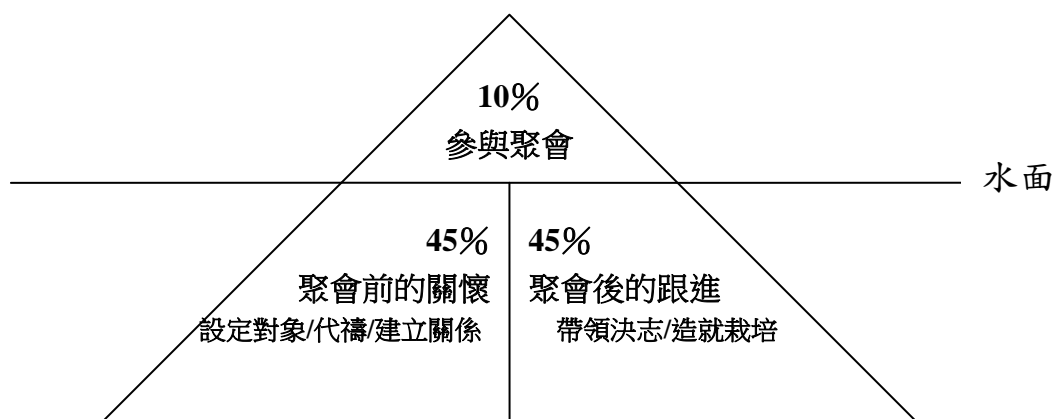 10%
參與聚會
水面
45%
聚會前的關懷
設定對象/代禱/建立關係
45%
聚會後的跟進
帶領決志/造就栽培